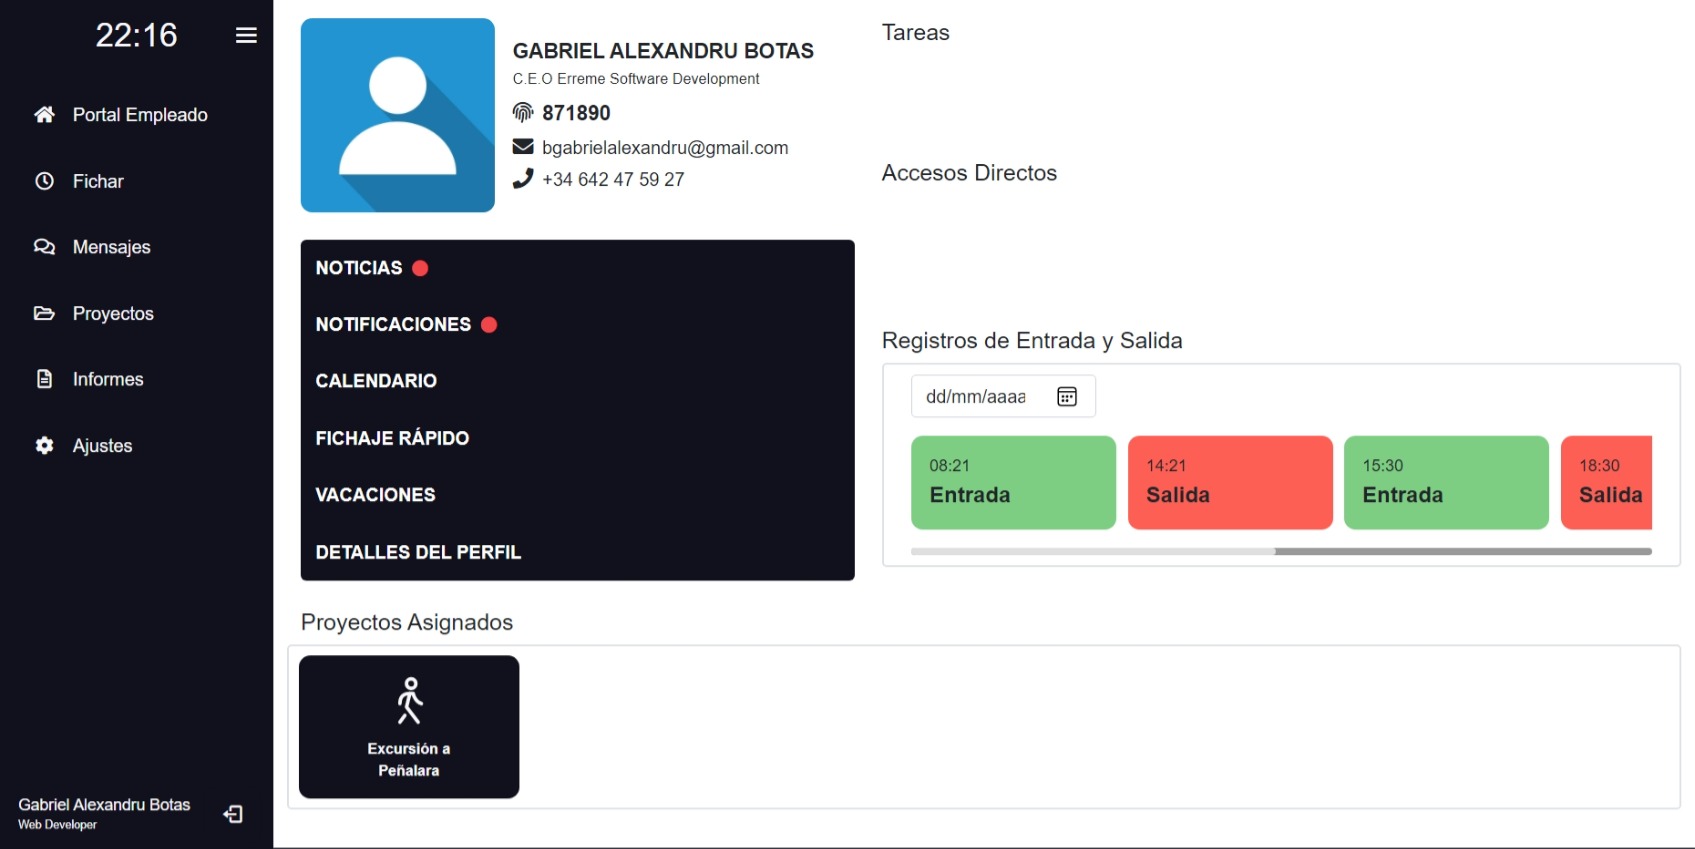 22:16
Portal Empleado
Fichar
Mensajes
Proyectos
Informes
Ajustes
Gabriel Alexandru Botas
Web Developer
GABRIEL ALEXANDRU BOTAS
C.E.O Erreme Software Development
871890
bgabrielalexandru@gmail.com
+34 642 47 59 27
NOTICIAS
NOTIFICACIONES
CALENDARIO
FICHAJE RÁPIDO
VACACIONES
DETALLES DEL PERFIL
Tareas
Accesos Directos
Registros de Entrada y Salida
dd/mm/aaaa
08:21
Entrada
14:21
Salida
15:30
Entrada
18:30
Salida
Proyectos Asignados
Excursión a
Peñalara